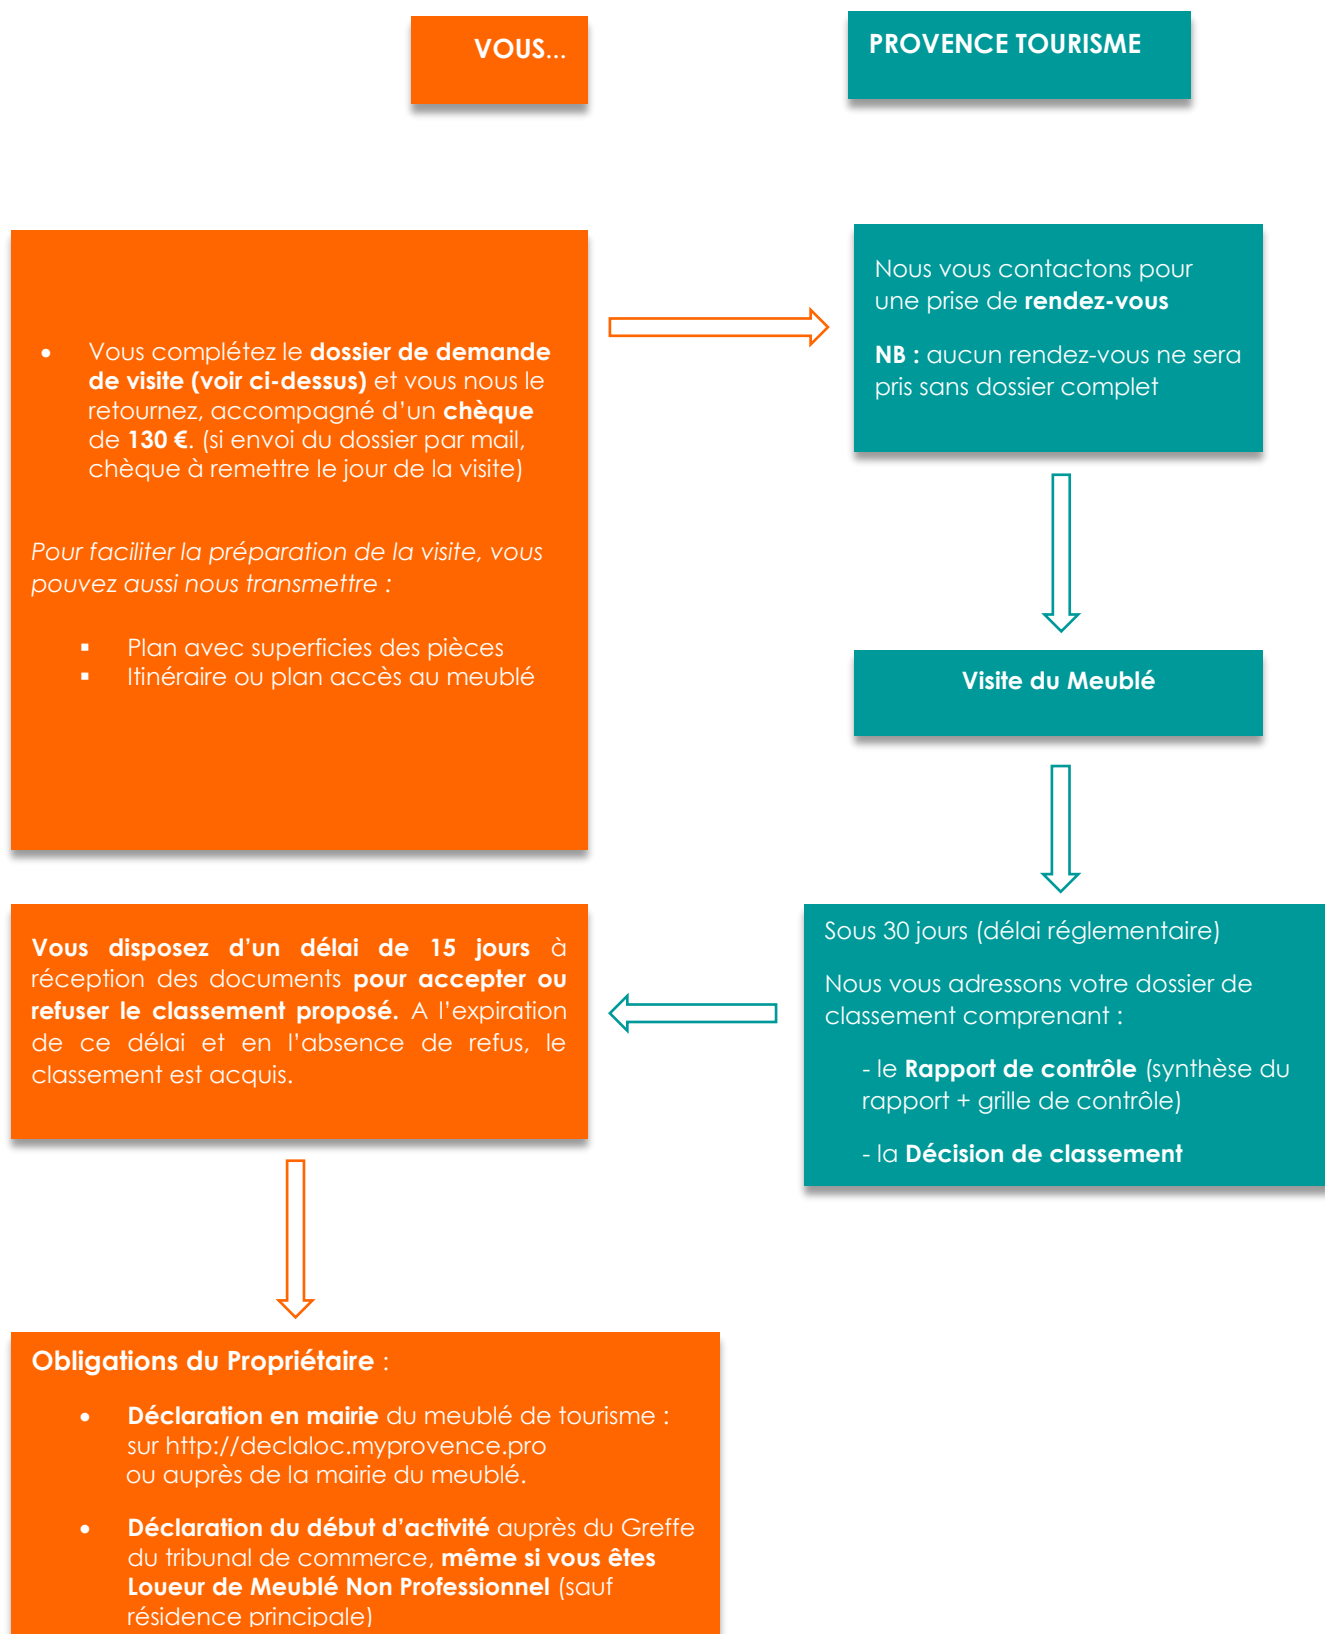 VOUS...
PROVENCE TOURISME
• Vous complétez le dossier de demande
de visite (voir ci-dessus) et vous nous le
retournez, accompagné d’un chèque
de 130 €. (si envoi du dossier par mail,
chèque à remettre le jour de la visite)
Pour faciliter la préparation de la visite, vous
pouvez aussi nous transmettre :
▪ Plan avec superficies des pièces
▪ Itinéraire ou plan accès au meublé
Nous vous contactons pour
une prise de rendez-vous
NB : aucun rendez-vous ne sera
pris sans dossier complet
Visite du Meublé
Sous 30 jours (délai réglementaire)
Nous vous adressons votre dossier de
classement comprenant :
- le Rapport de contrôle (synthèse du
rapport + grille de contrôle)
- la Décision de classement
Vous disposez d’un délai de 15 jours à
réception des documents pour accepter ou
refuser le classement proposé. A l’expiration
de ce délai et en l’absence de refus, le
classement est acquis.
Obligations du Propriétaire :
• Déclaration en mairie du meublé de tourisme :
sur http://declaloc.myprovence.pro
ou auprès de la mairie du meublé.
• Déclaration du début d’activité auprès du Greffe
du tribunal de commerce, même si vous êtes
Loueur de Meublé Non Professionnel (sauf
résidence principale)